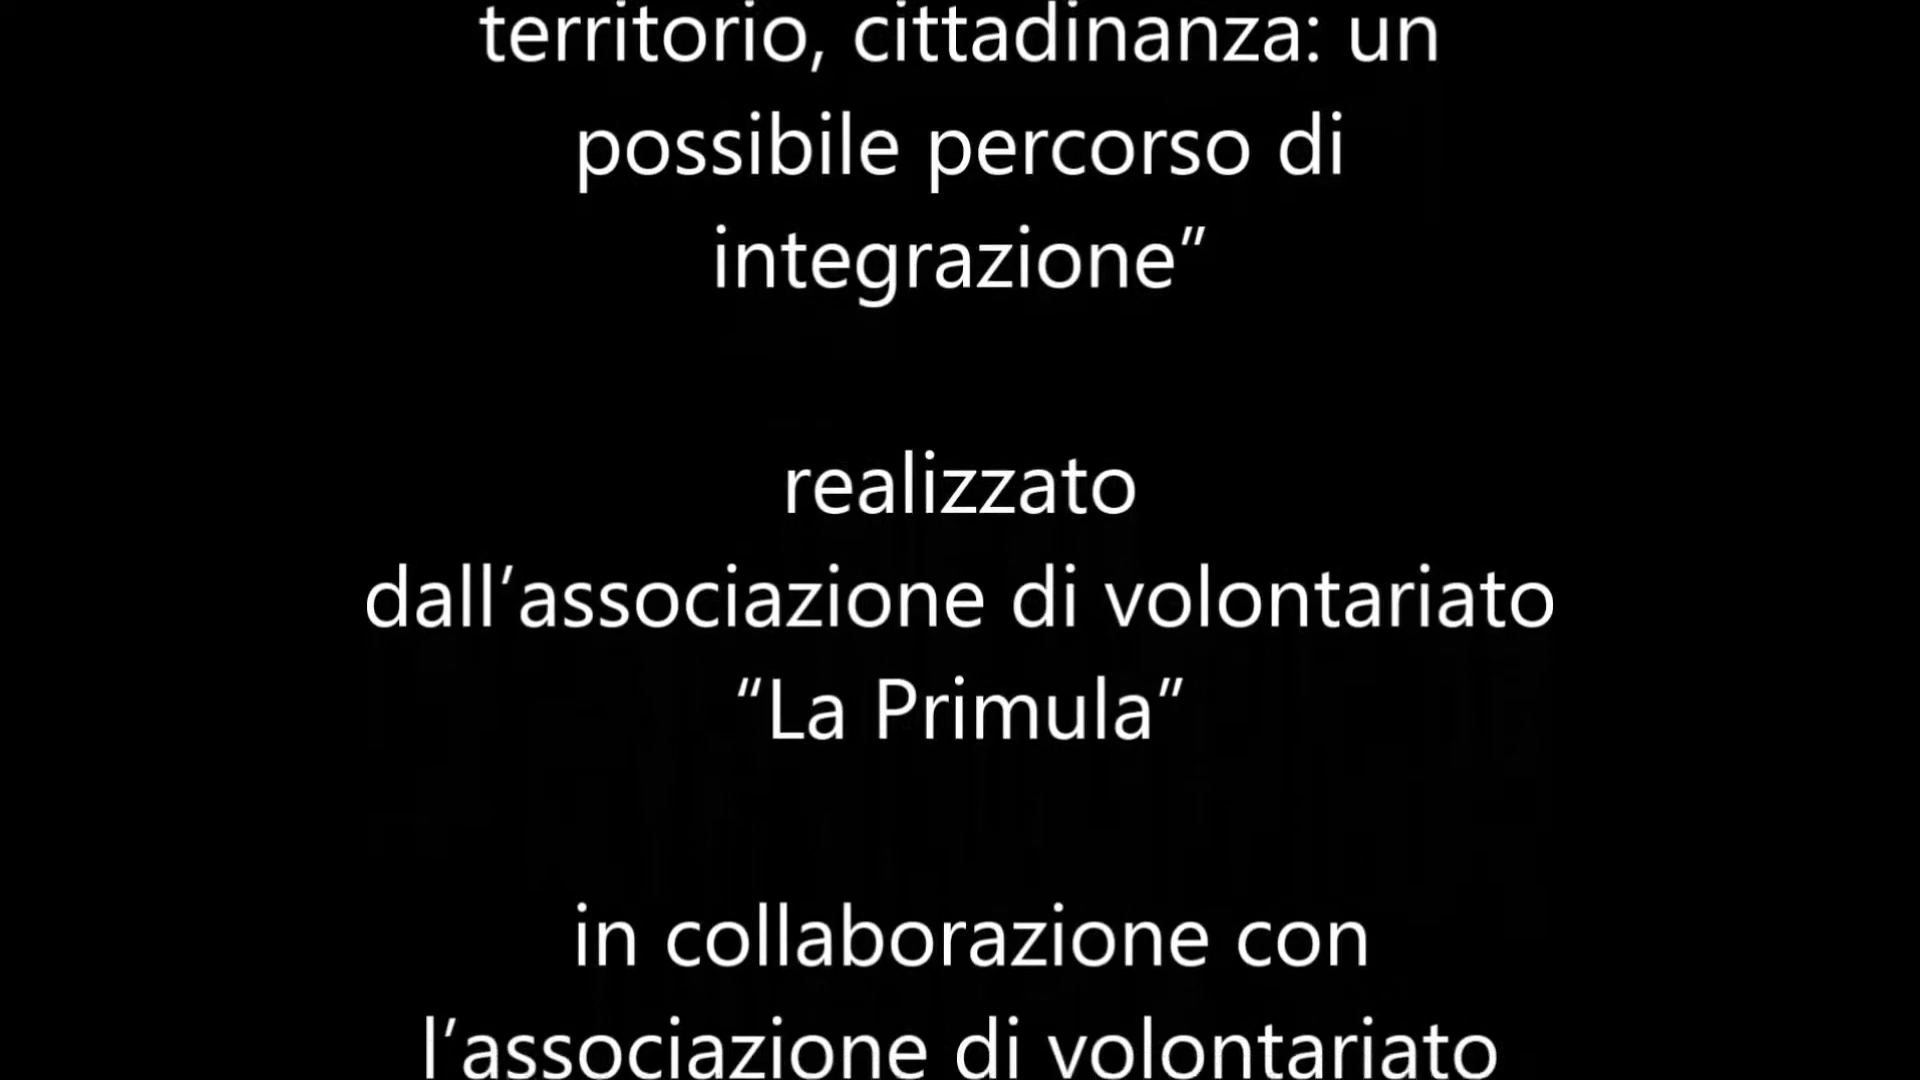 territorio, cittadinanza: un
possibile percorso di
integrazione”
realizzato
dall’associazione di volontariato
“La Primula”
in collaborazione con
l’associazione di volontariato